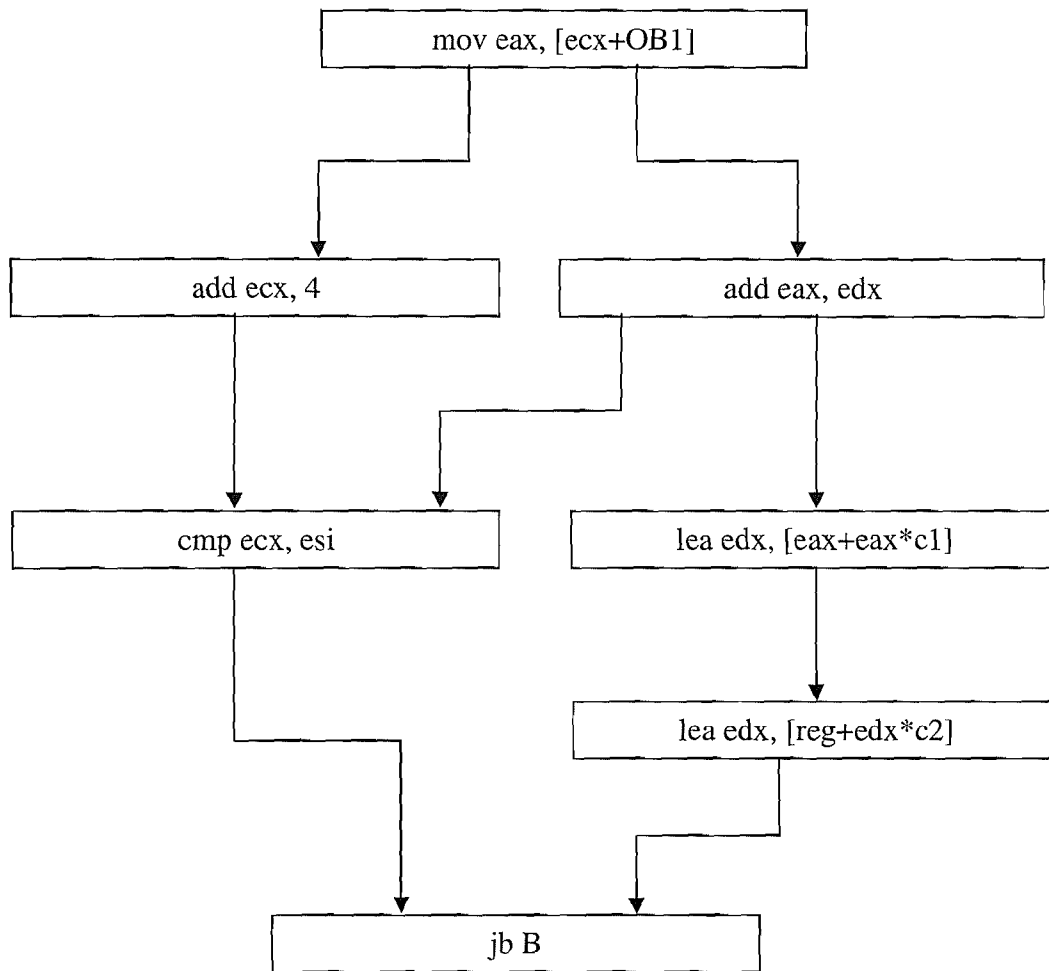 mov eax, [ecx+OB1]
add ecx, 4
add eax, edx
cmp ecx, esi
lea edx, [eax+eax*c1]
lea edx, [reg+edx*c2]
jb B